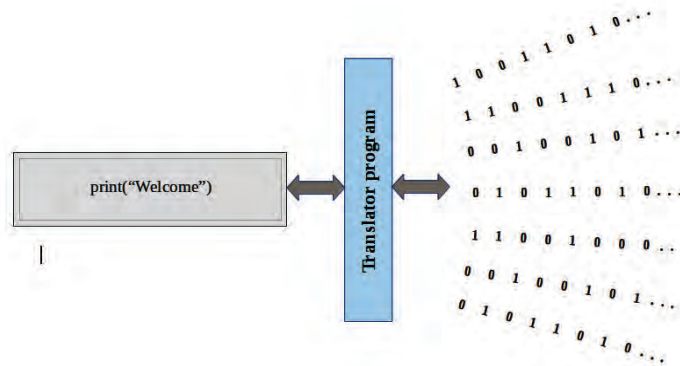 print(“Welcome”)
Translator program
1 0 0 1 1 0 1 0...
1 1 0 0 1 1 1 0...
0 0 1 0 0 1 0 1...
0 1 0 1 1 0 1 0...
1 1 0 0 1 0 0 0...
0 0 1 0 0 1 0 1...
0 1 0 1 1 0 1 0...